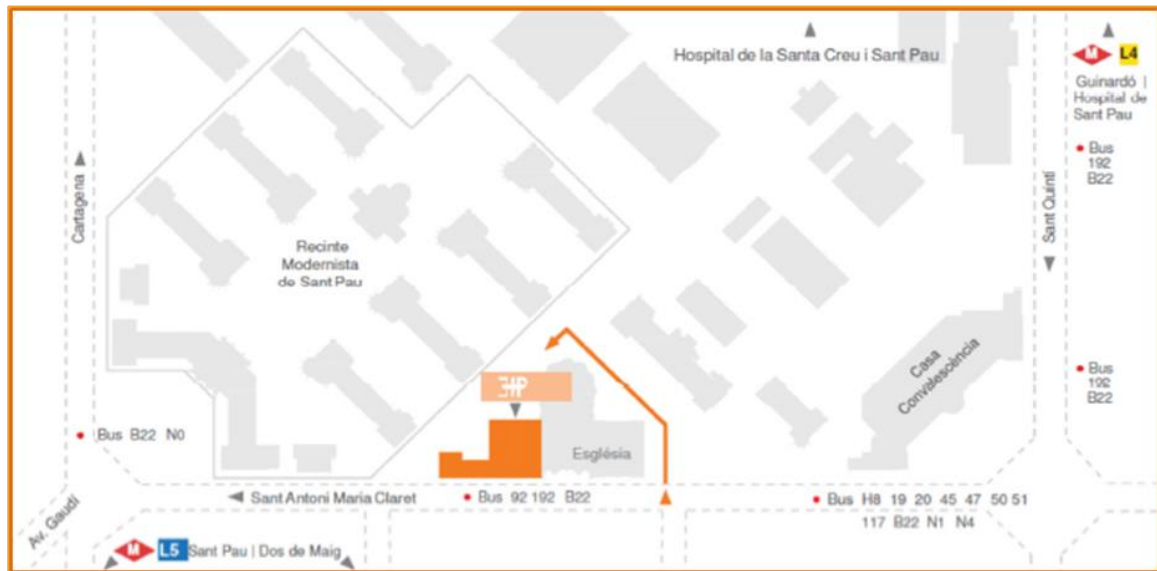 Hospital de la Santa Creu i Sant Pau
M L4
Guinardó |
Hospital de
Sant Pau
Bus
192
B22
Cartagena
Sant Quintí
Recinte
Modernista
de Sant Pau
Casa
Convalescència
Bus
192
B22
Bus B22 N0
Església
Sant Antoni Maria Claret
Bus 92 192 B22
Bus H8 19 20 45 47 50 51
117 B22 N1 N4
Av. Gaudí
M L5 Sant Pau | Dos de Maig